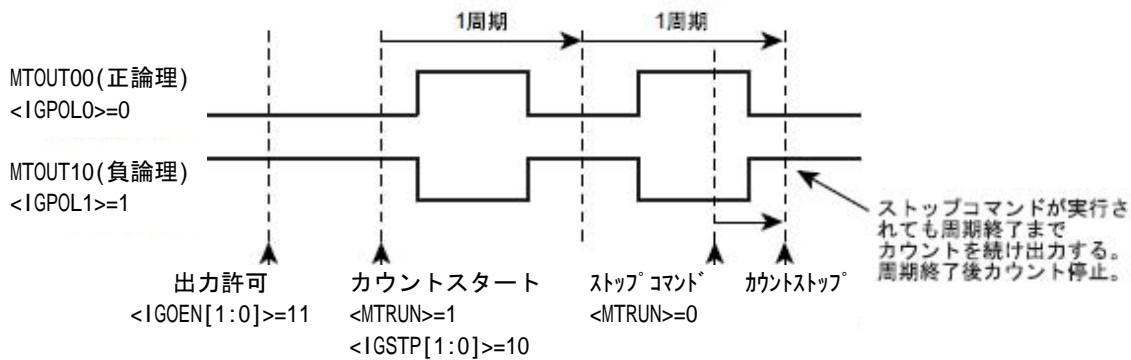 1周期
1周期
MTOUT00(正論理)
<IGPOL0>=0
MTOUT10(負論理)
<IGPOL1>=1
ストップコマンドが実行さ
れても周期終了まで
カウントを続け出力する。
周期終了後カウント停止。
出力許可
<IGOEN[1:0]>=11
カウントスタート
<MTRUN>=1
<IGSTP[1:0]>=10
ストップコマンド
<MTRUN>=0
カウントストップ